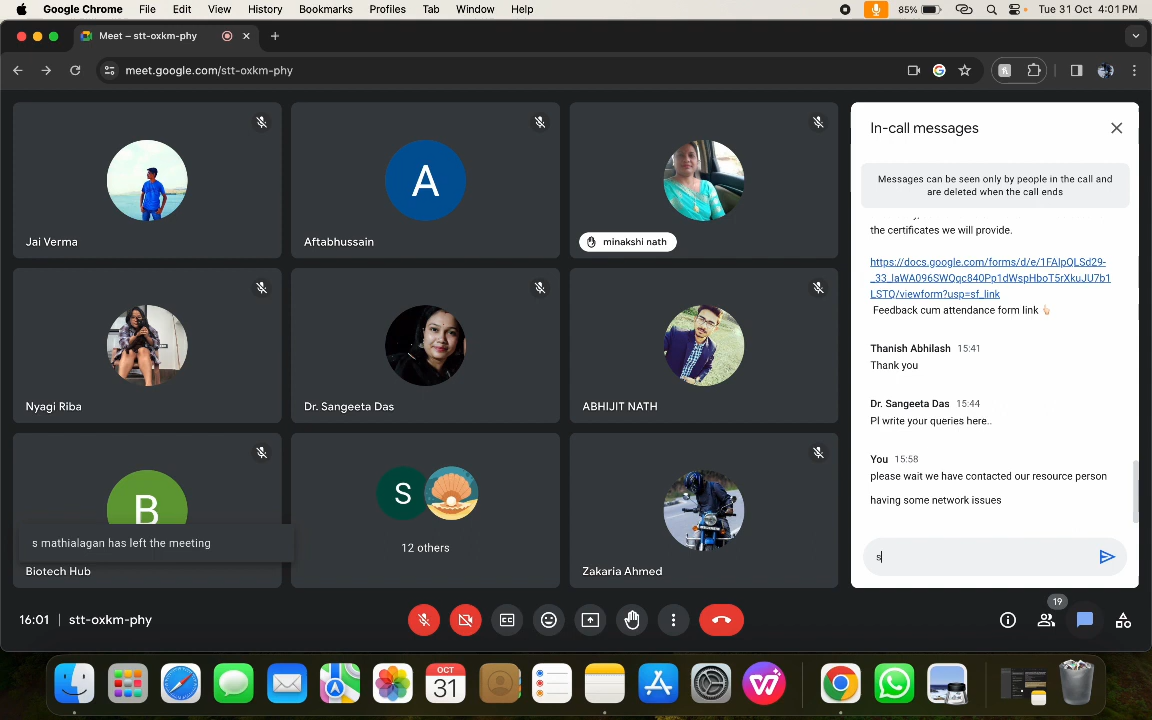 Google Chrome File Edit View History Bookmarks Profiles Tab Window Help 85% Tue 31 Oct 4:01 PM
Meet – stt-oxkm-phy
meet.google.com/stt-oxkm-phy
Jai Verma
A
Aftabhussain
minakshi nath
Nyagi Riba
Dr. Sangeeta Das
ABHIJIT NATH
B
s mathialagan has left the meeting
Biotech Hub
S
12 others
Zakaria Ahmed
In-call messages
Messages can be seen only by people in the call and
are deleted when the call ends
the certificates we will provide.
https://docs.google.com/forms/d/e/1FAIpQLSd29-
_33_laWA096SWQqc840Pp1dWspHboT5rXkuJU7b1
LSTQ/viewform?usp=sf_link
Feedback cum attendance form link 👆🏻
Thanish Abhilash 15:41
Thank you
Dr. Sangeeta Das 15:44
Pl write your queries here..
You 15:58
please wait we have contacted our resource person
having some network issues
s
16:01 | stt-oxkm-phy
19
OCT
31